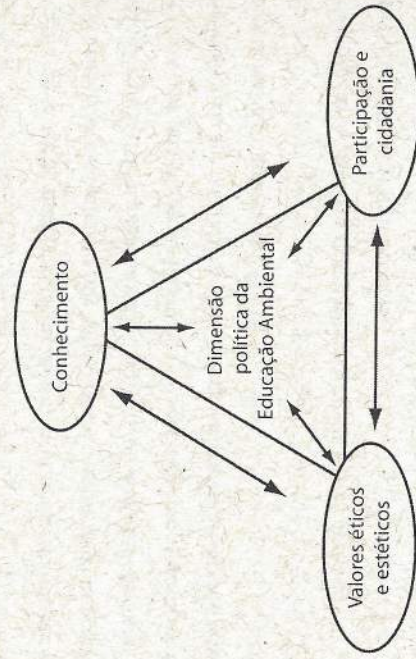 Conhecimento
Dimensão
política da
Educação Ambiental
Valores éticos
e estéticos
Participação e
cidadania